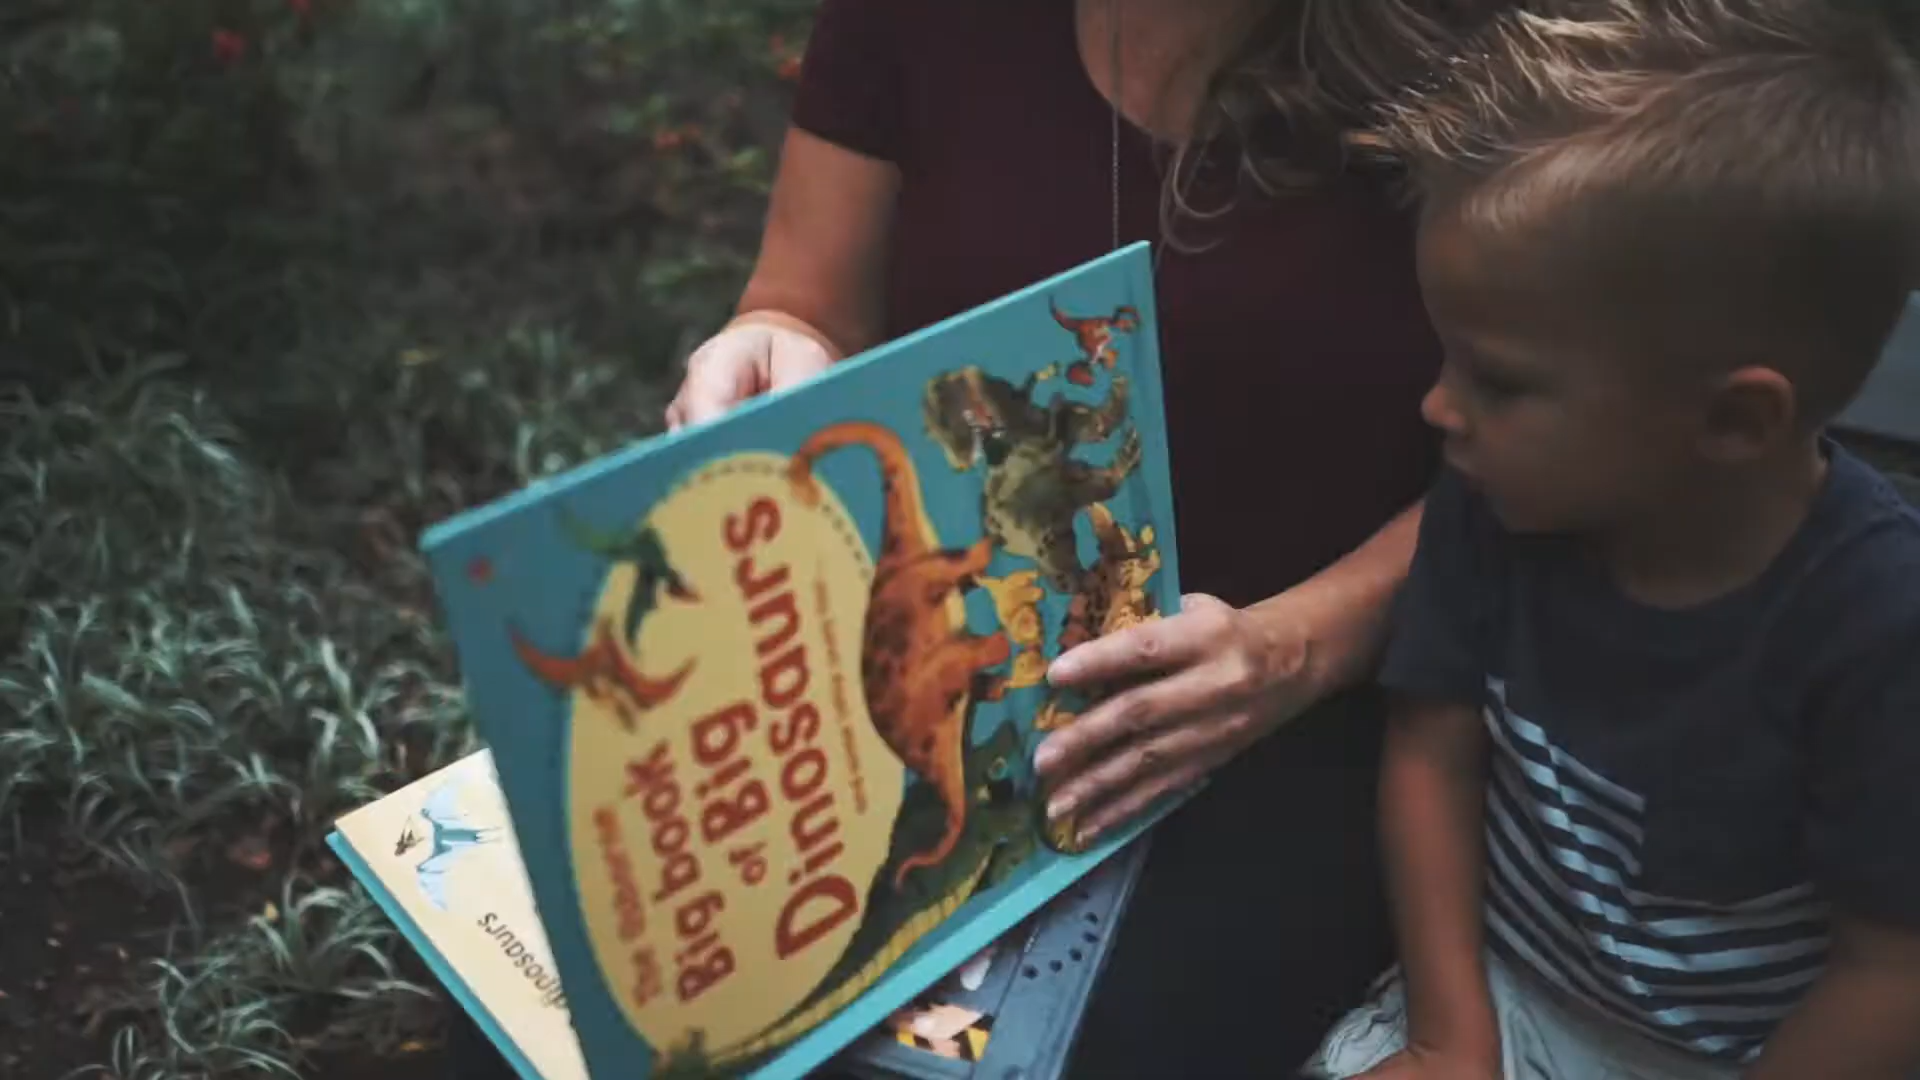 The Usborne
Big book
of Big
Dinosaurs
dinosaurs